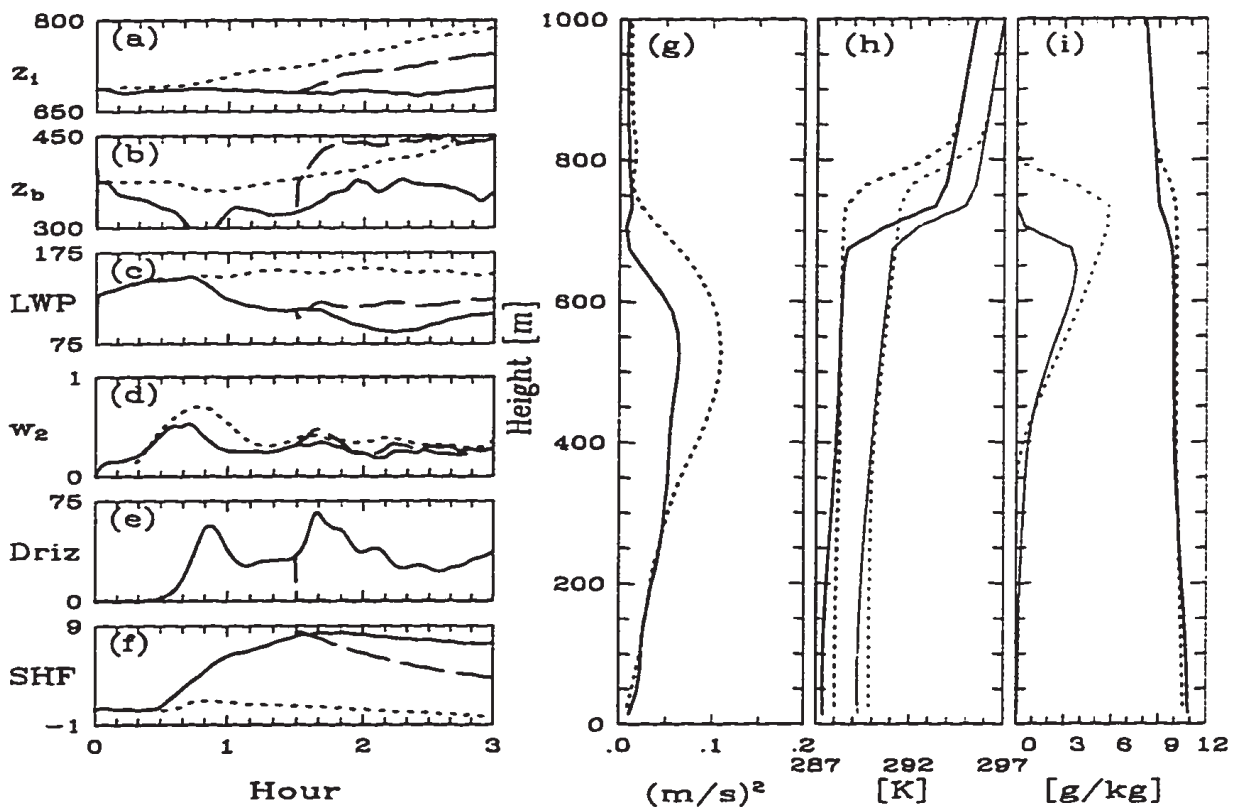 (a)
800
z_i
650
(b)
450
z_b
300
(c)
175
LWP
75
(d)
1
w_2
0
(e)
75
Driz
0
(f)
9
SHF
-1
0 1 2 3
Hour
Height [m]
1000
800
600
400
200
0
(g)
.0 .1 .2
(m/s)²
(h)
287 292 297
[K]
(i)
0 3 6 9 12
[g/kg]